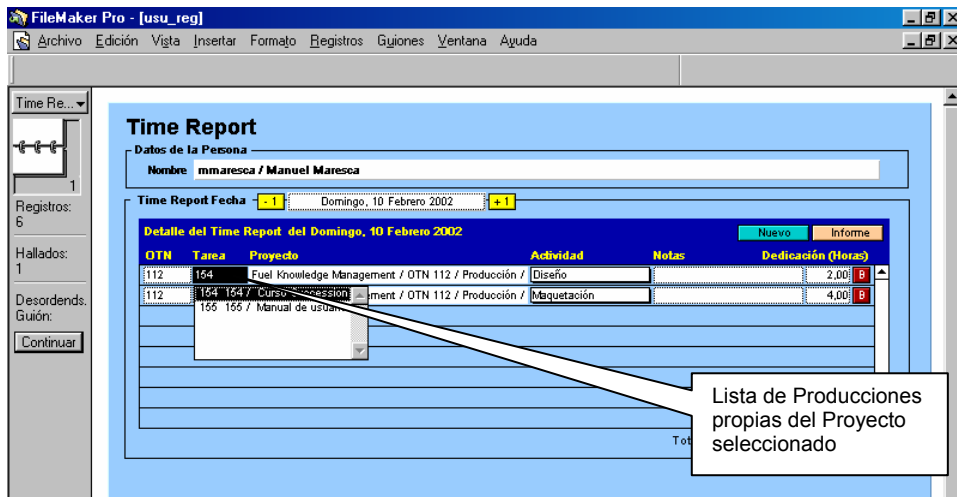 FileMaker Pro - [usu_reg]
Archivo Edición Vista Insertar Formato Registros Guiones Ventana Ayuda
Time Re...
1
Registros:
6
Hallados:
1
Desordends.
Guión:
Continuar
Time Report
Datos de la Persona
Nombre mmaresca / Manuel Maresca
Time Report Fecha - 1 Domingo, 10 Febrero 2002 + 1
Detalle del Time Report del Domingo, 10 Febrero 2002 Nuevo Informe
OTN Tarea Proyecto Actividad Notas Dedicación (Horas)
112 154 Fuel Knowledge Management / OTN 112 / Producción / Diseño 2,00 B
112 ement / OTN 112 / Producción / Maquetación 4,00 B
154 154 / Curso
155 155 / Manual de usua
Lista de Producciones
propias del Proyecto
seleccionado
Tot